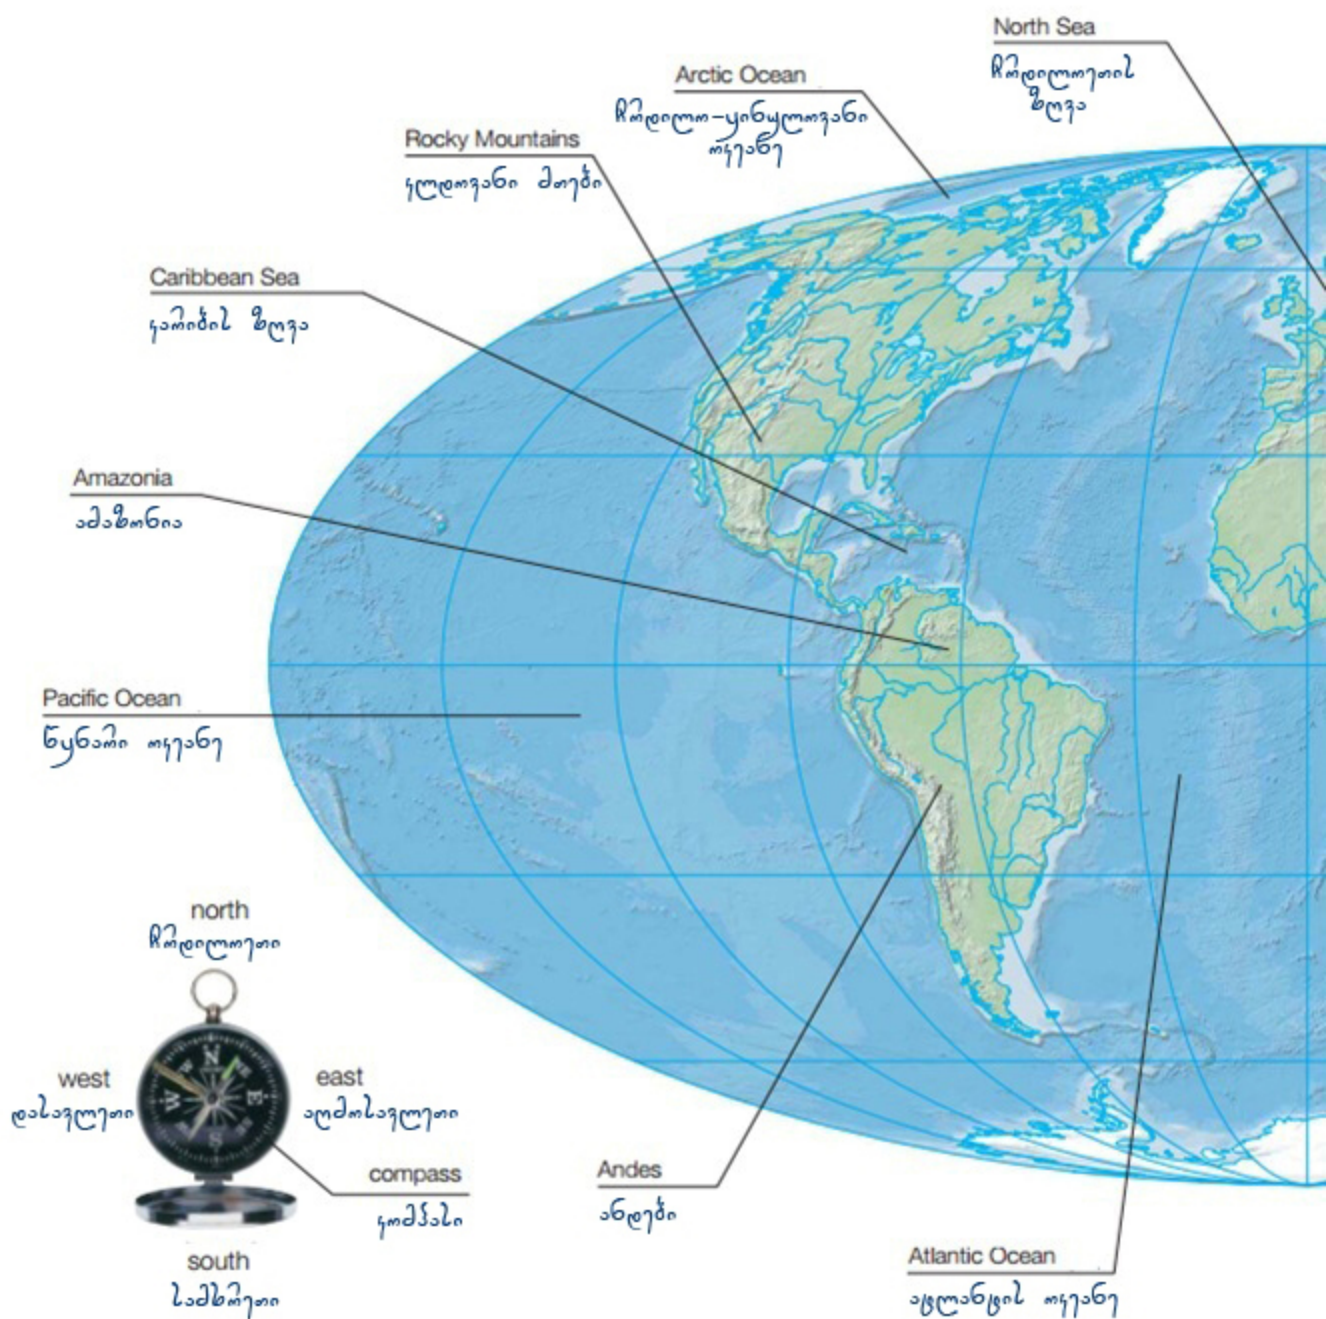 North Sea
ჩრდილოეთის
ზღვა
Arctic Ocean
ჩრდილო-ყინულოვანი
ოკეანე
Rocky Mountains
კლდოვანი მთები
Caribbean Sea
კარიბის ზღვა
Amazonia
ამაზონია
Pacific Ocean
წყნარი ოკეანე
north
ჩრდილოეთი
west
დასავლეთი
N
NE
E
S
W
east
აღმოსავლეთი
compass
კომპასი
south
სამხრეთი
Andes
ანდები
Atlantic Ocean
ატლანტის ოკეანე